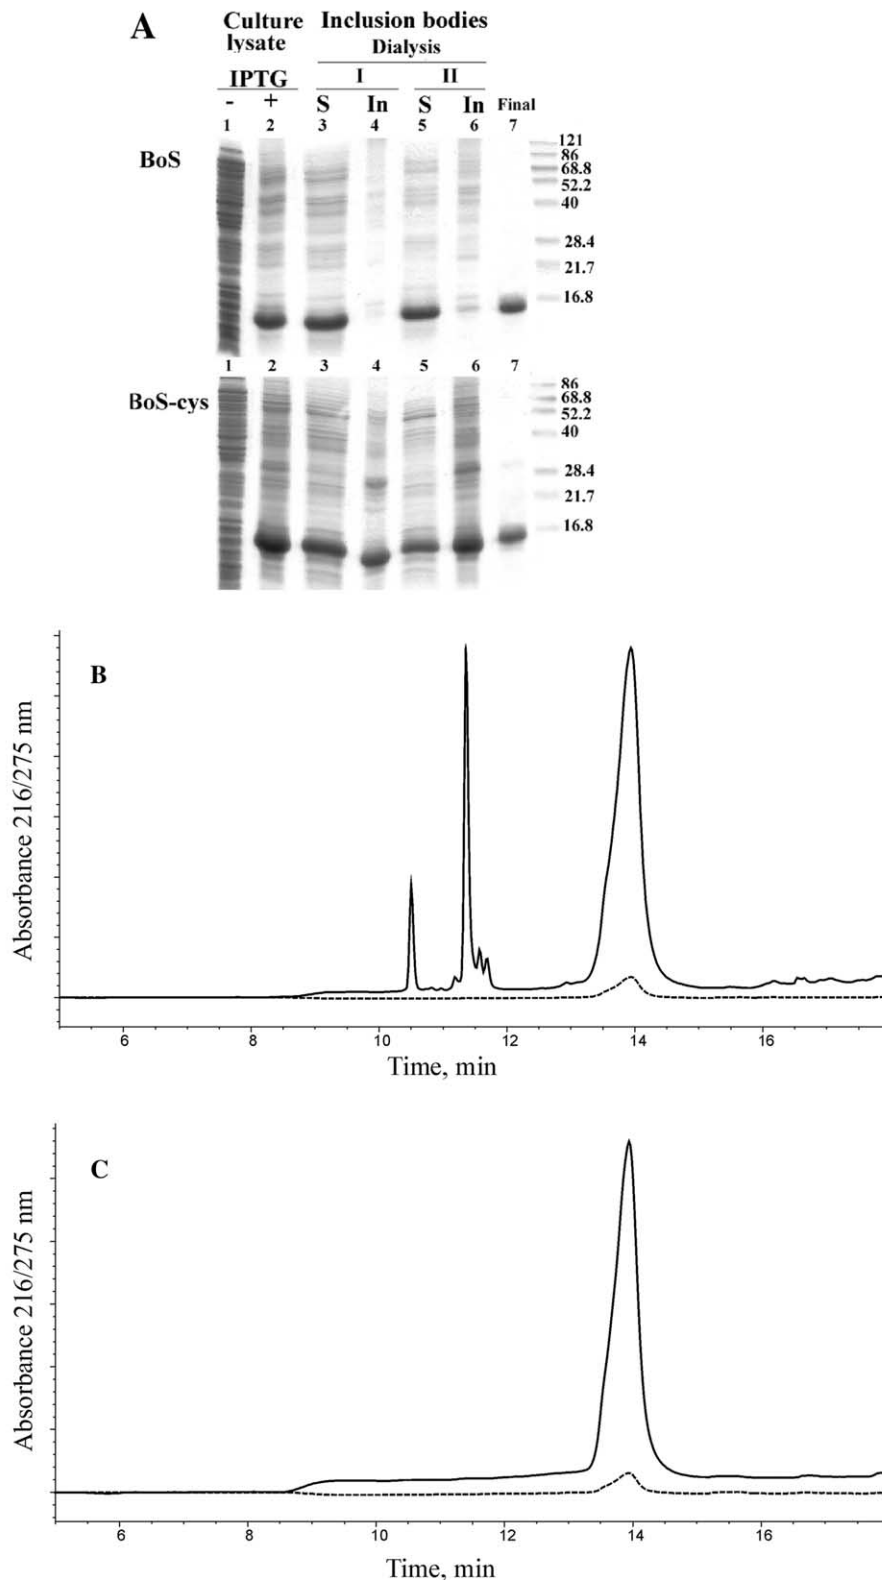 A
Culture lysate
Inclusion bodies
Dialysis
IPTG
I II
- + S In S In Final
1 2 3 4 5 6 7
BoS
121
86
68.8
52.2
40
28.4
21.7
16.8
1 2 3 4 5 6 7
BoS-cys
86
68.8
52.2
40
28.4
21.7
16.8
B
Absorbance 216/275 nm
6 8 10 12 14 16
Time, min
C
Absorbance 216/275 nm
6 8 10 12 14 16
Time, min